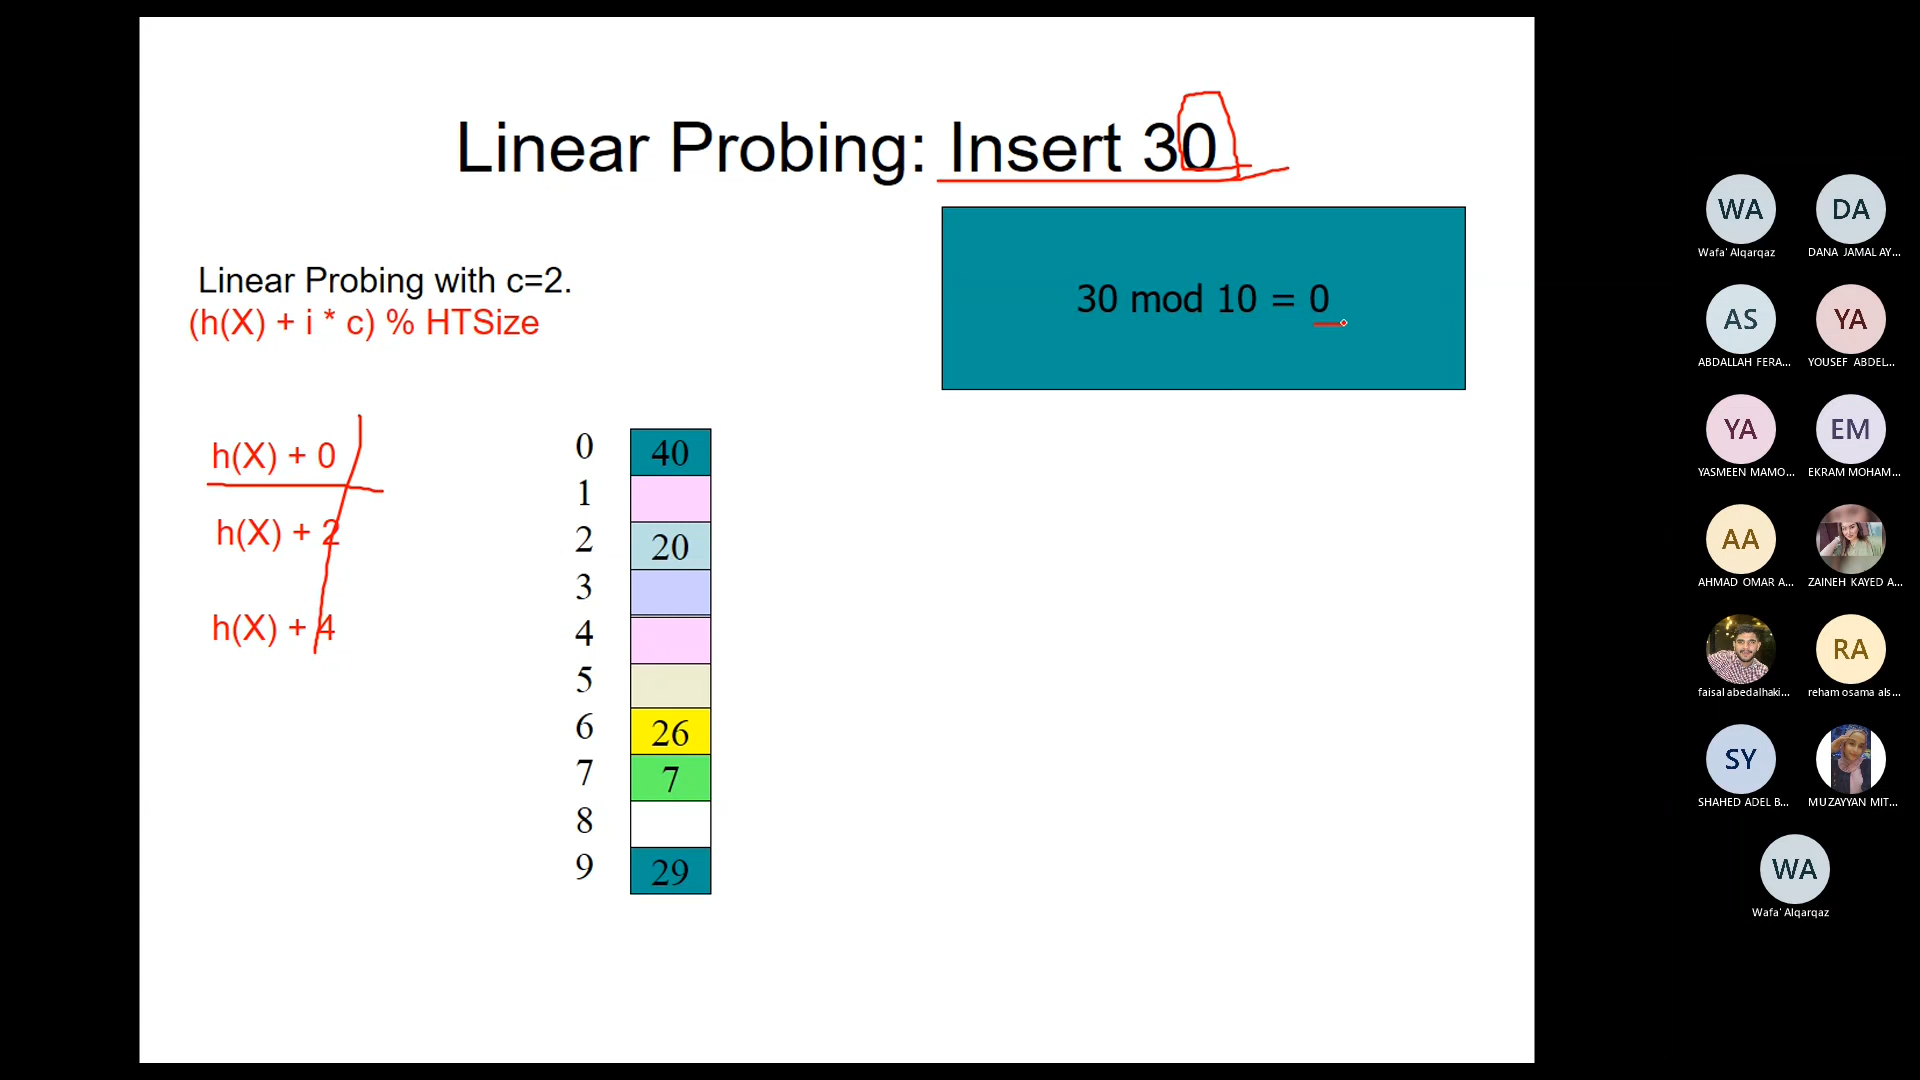 Linear Probing: Insert 30
Linear Probing with c=2.
(h(X) + i * c) % HTSize
30 mod 10 = 0
h(X) + 0
h(X) + 2
h(X) + 4
0 40
1
2 20
3
4
5
6 26
7 7
8
9 29
WA DA
Wafa' Alqarqaz DANA JAMAL AY...
AS YA
ABDALLAH FERA... YOUSEF ABDEL...
YA EM
YASMEEN MAMO... EKRAM MOHAM...
AA
AHMAD OMAR A... ZAINEH KAYED A...
RA
faisal abedalhaki... reham osama als...
SY
SHAHED ADEL B... MUZAYYAN MIT...
WA
Wafa' Alqarqaz